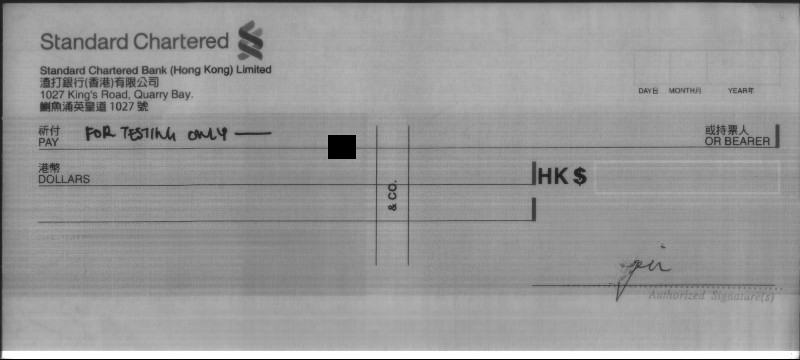 Standard Chartered
Standard Chartered Bank (Hong Kong) Limited
渣打銀行(香港)有限公司
1027 King's Road, Quarry Bay.
鰂魚涌英皇道 1027 號
DAY日 MONTH月 YEAR年
祈付
PAY
FOR TESTING ONLY
或持票人
OR BEARER
港幣
DOLLARS
HK $
& CO.
Authorized Signature(s)